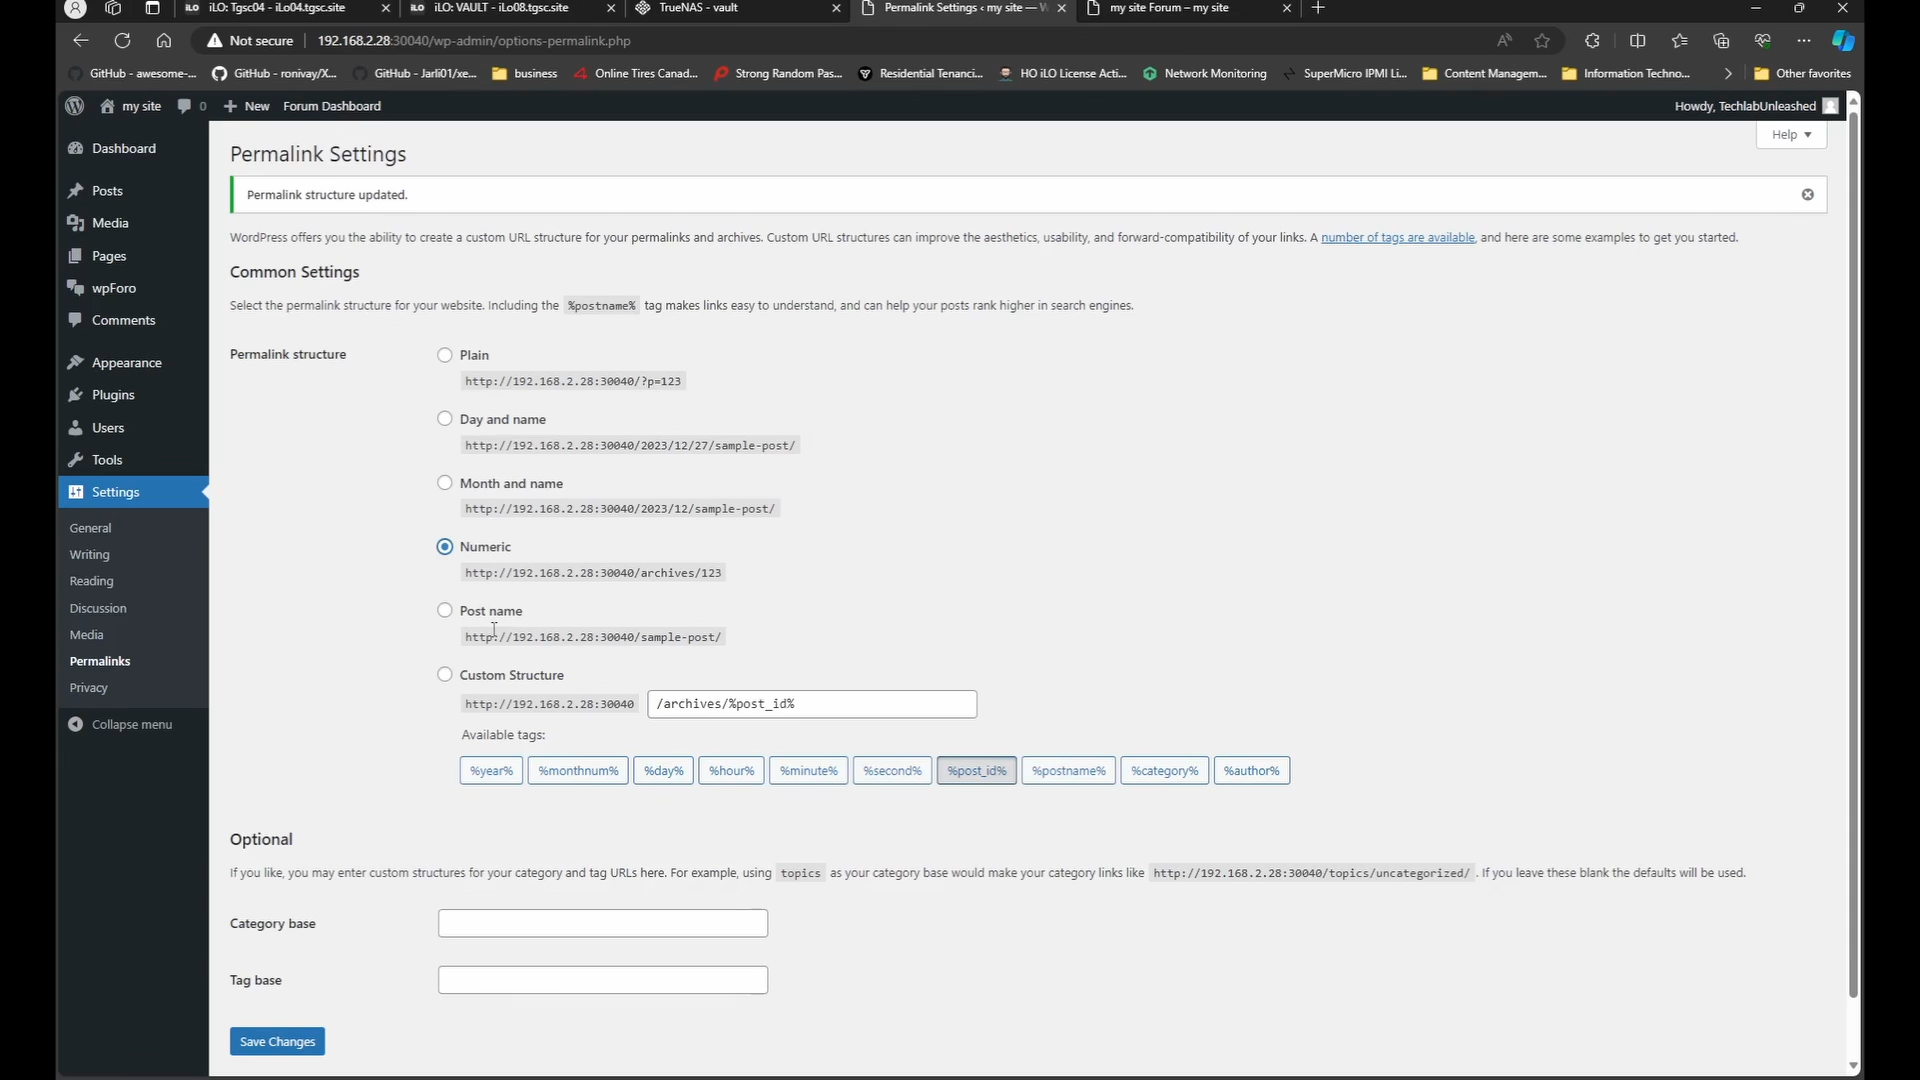 iLO: Tgsc04 - iLo04.tgsc.site
iLO: VAULT - iLo08.tgsc.site
TrueNAS - vault
Permalink Settings ‹ my site — W
my site Forum – my site
Not secure
192.168.2.28:30040/wp-admin/options-permalink.php
GitHub - awesome-...
GitHub - ronivay/X...
GitHub - Jarli01/xe...
business
Online Tires Canad...
Strong Random Pas...
Residential Tenanci...
HO iLO License Acti...
Network Monitoring
SuperMicro IPMI Li...
Content Managem...
Information Techno...
Other favorites
my site
0
New
Forum Dashboard
Howdy, TechlabUnleashed
Dashboard
Posts
Media
Pages
wpForo
Comments
Appearance
Plugins
Users
Tools
Settings
General
Writing
Reading
Discussion
Media
Permalinks
Privacy
Collapse menu
Help
Permalink Settings
Permalink structure updated.
WordPress offers you the ability to create a custom URL structure for your permalinks and archives. Custom URL structures can improve the aesthetics, usability, and forward-compatibility of your links. A number of tags are available, and here are some examples to get you started.
Common Settings
Select the permalink structure for your website. Including the %postname% tag makes links easy to understand, and can help your posts rank higher in search engines.
Permalink structure
Plain
http://192.168.2.28:30040/?p=123
Day and name
http://192.168.2.28:30040/2023/12/27/sample-post/
Month and name
http://192.168.2.28:30040/2023/12/sample-post/
Numeric
http://192.168.2.28:30040/archives/123
Post name
http://192.168.2.28:30040/sample-post/
Custom Structure
http://192.168.2.28:30040 /archives/%post_id%
Available tags:
%year% %monthnum% %day% %hour% %minute% %second% %post_id% %postname% %category% %author%
Optional
If you like, you may enter custom structures for your category and tag URLs here. For example, using topics as your category base would make your category links like http://192.168.2.28:30040/topics/uncategorized/ . If you leave these blank the defaults will be used.
Category base
Tag base
Save Changes